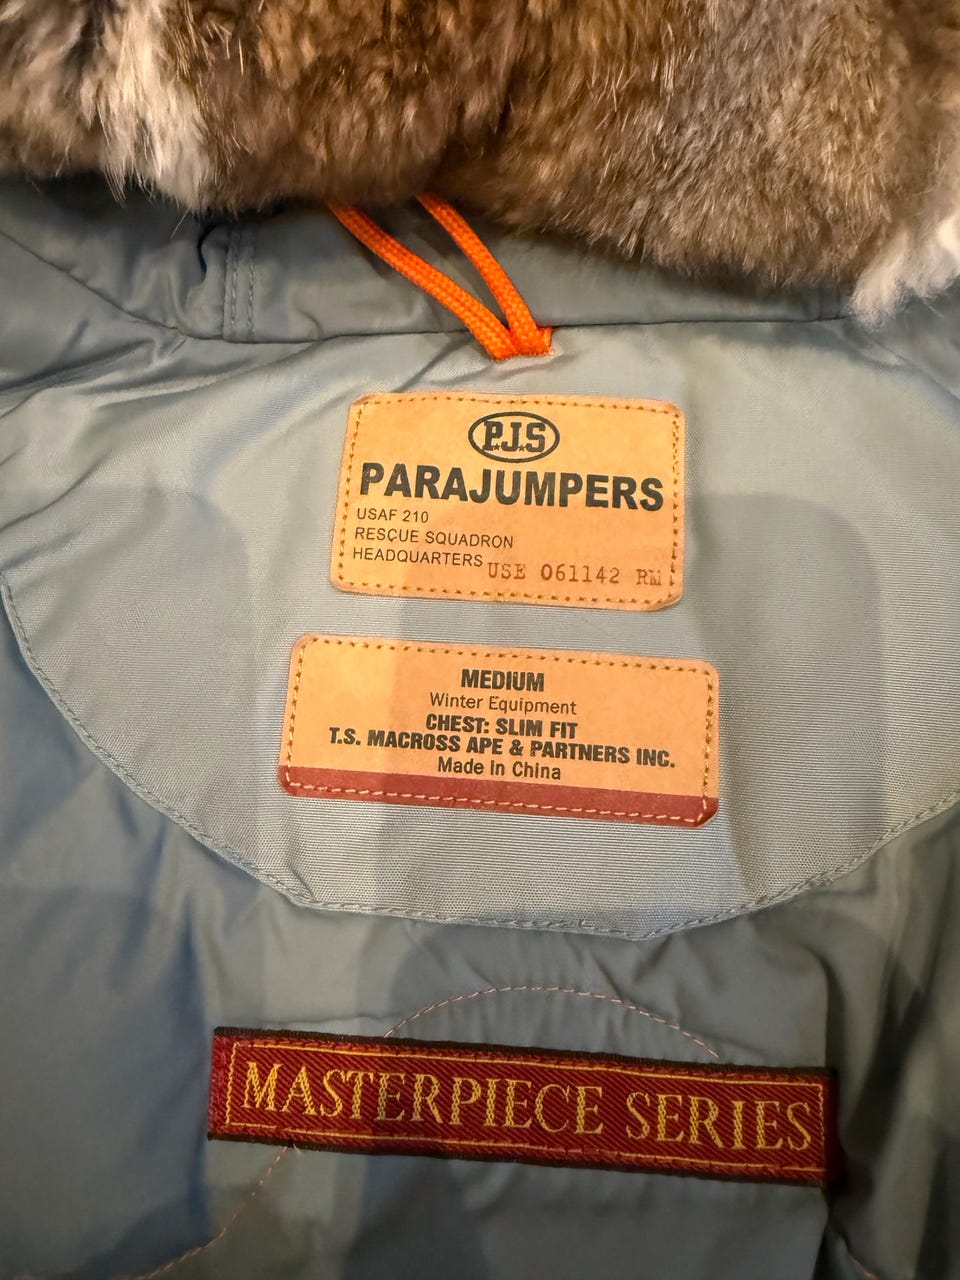 P.J.S
PARAJUMPERS
USAF 210
RESCUE SQUADRON
HEADQUARTERS USE 061142 RM
MEDIUM
Winter Equipment
CHEST: SLIM FIT
T.S. MACROSS APE & PARTNERS INC.
Made in China
MASTERPIECE SERIES